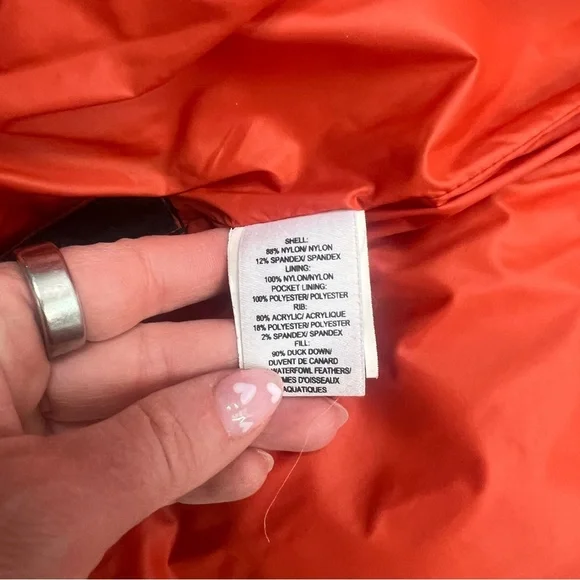 SHELL:
88% NYLON/ NYLON
12% SPANDEX/ SPANDEX
LINING:
100% NYLON/NYLON
POCKET LINING:
100% POLYESTER/ POLYESTER
RIB:
80% ACRYLIC/ ACRYLIQUE
18% POLYESTER/ POLYESTER
2% SPANDEX/ SPANDEX
FILL:
90% DUCK DOWN/
DUVENT DE CANARD
WATERFOWL FEATHERS/
D'OISEAUX
AQUATIQUES